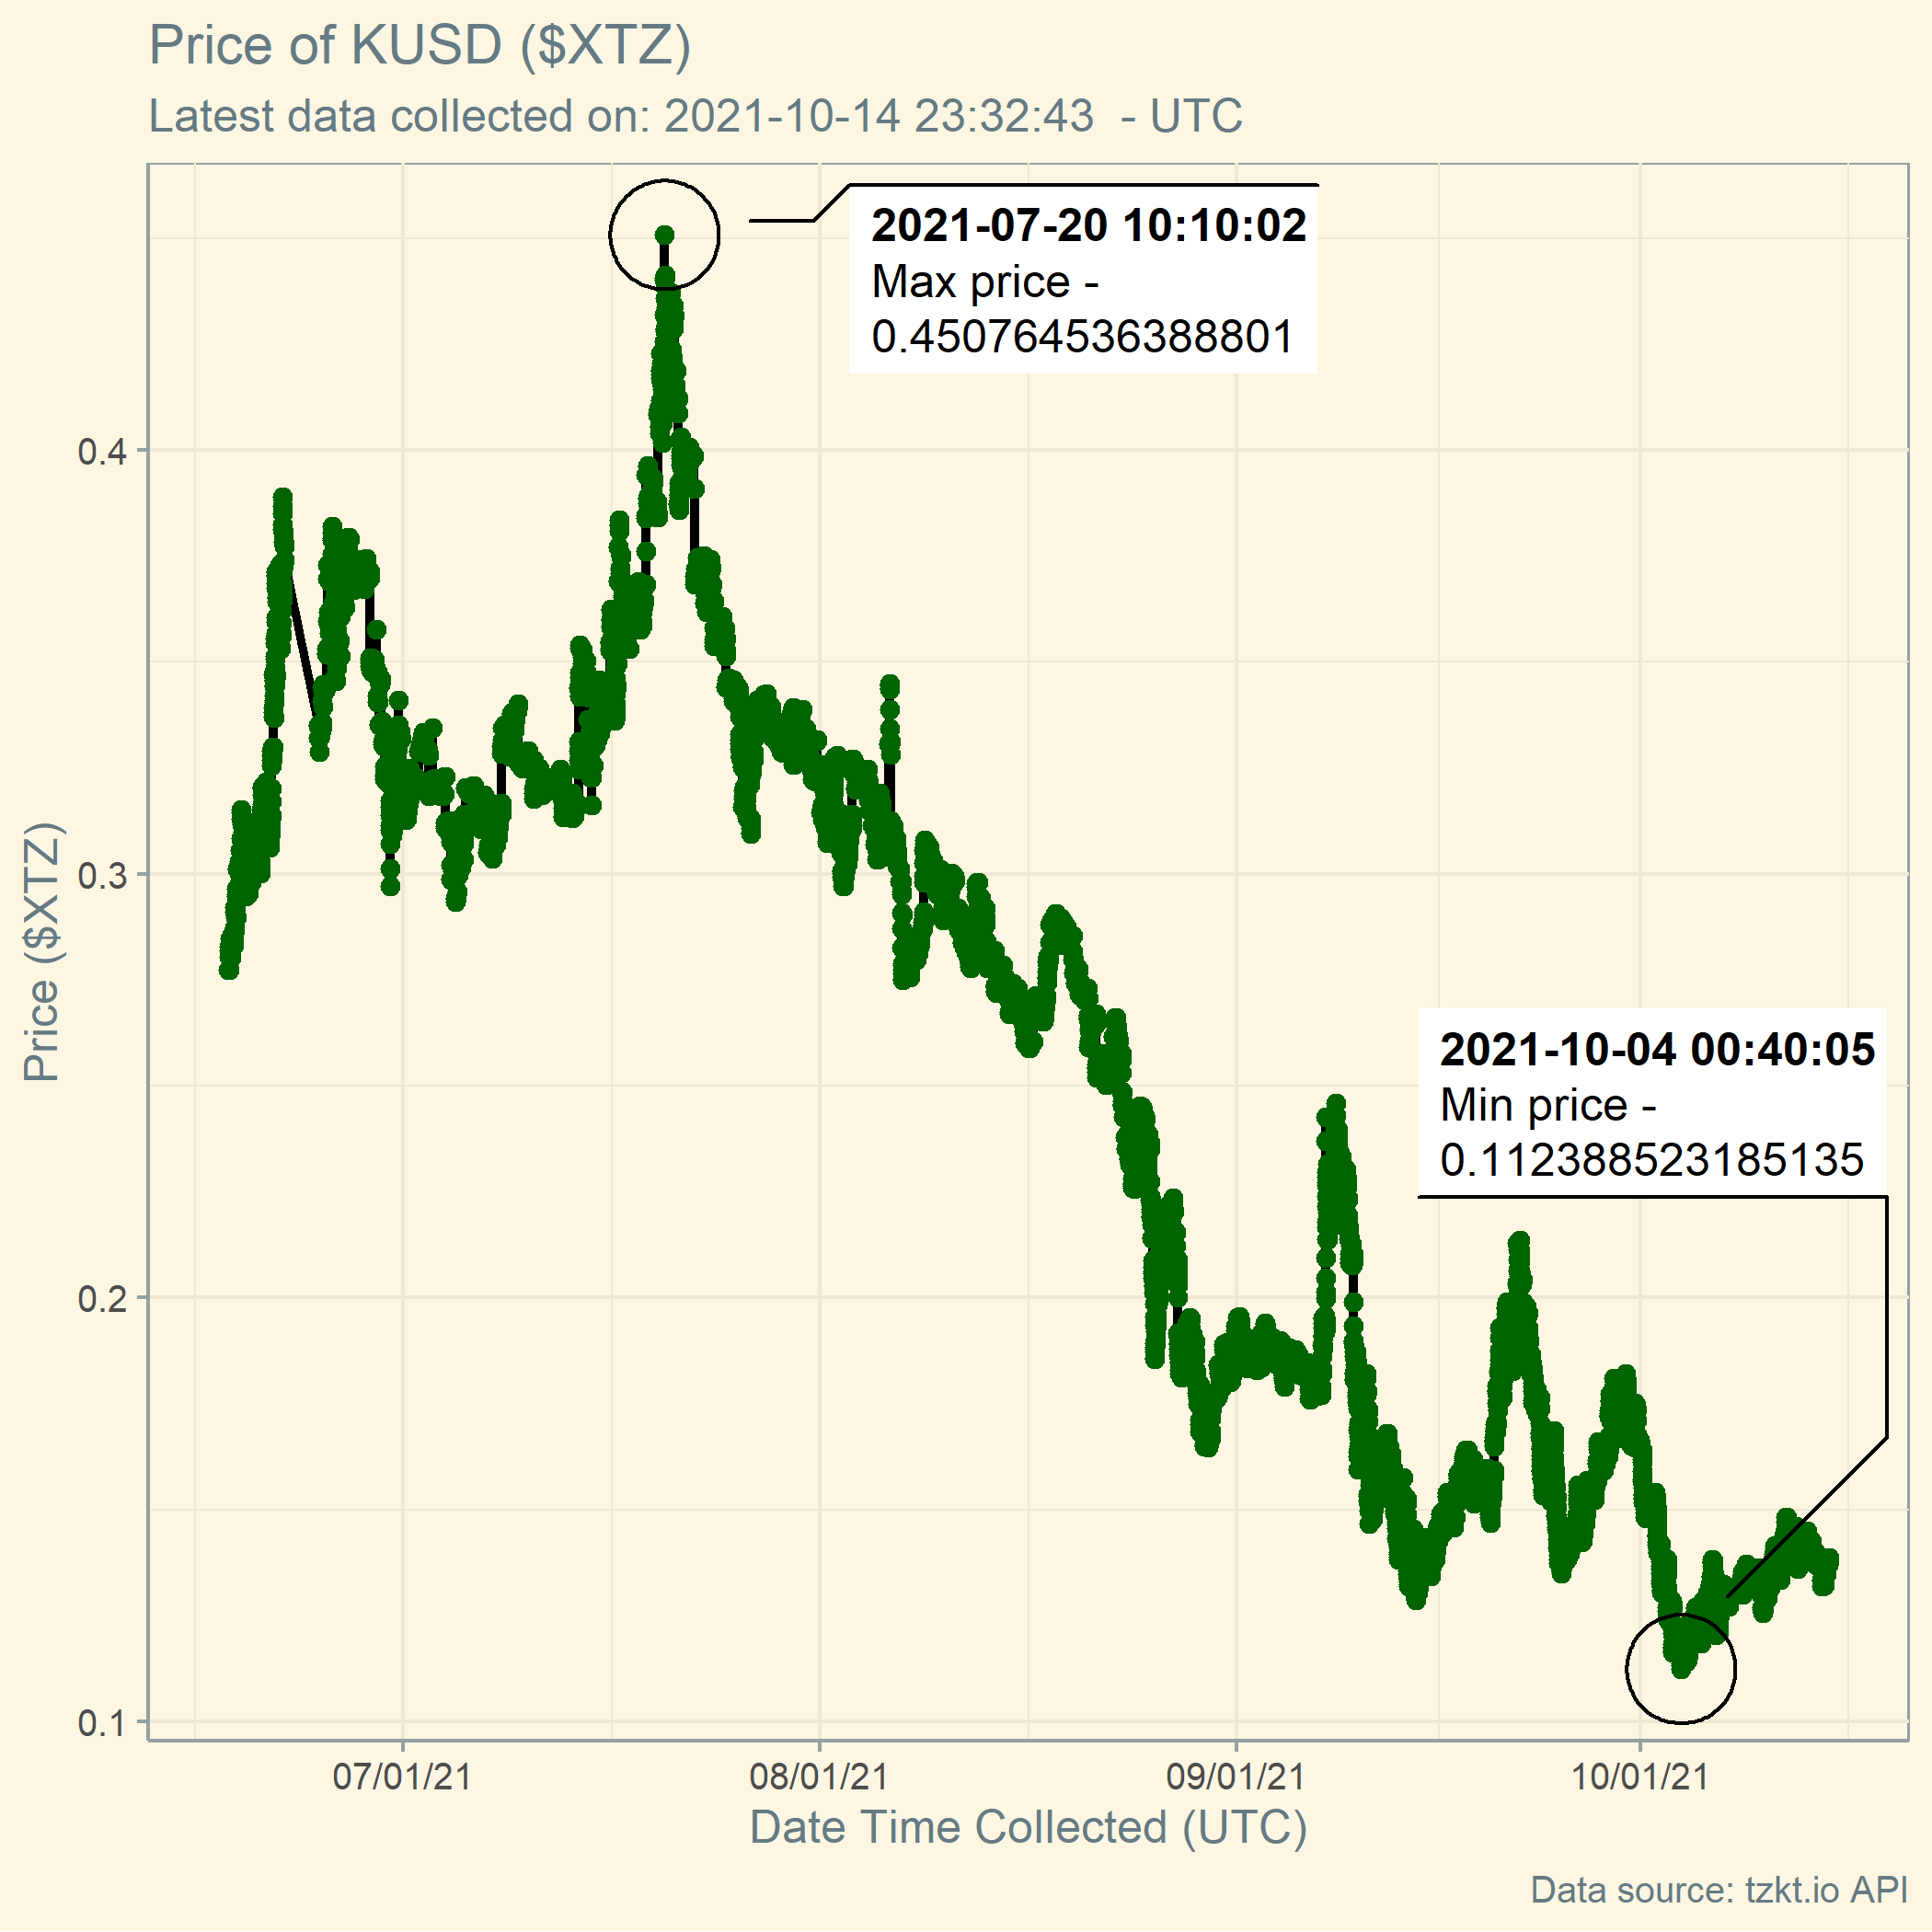 Price of KUSD ($XTZ)
Latest data collected on: 2021-10-14 23:32:43  - UTC
2021-07-20 10:10:02
Max price -
0.450764536388801
0.4
0.3
0.2
0.1
Price ($XTZ)
2021-10-04 00:40:05
Min price -
0.112388523185135
07/01/21
08/01/21
09/01/21
10/01/21
Date Time Collected (UTC)
Data source: tzkt.io API